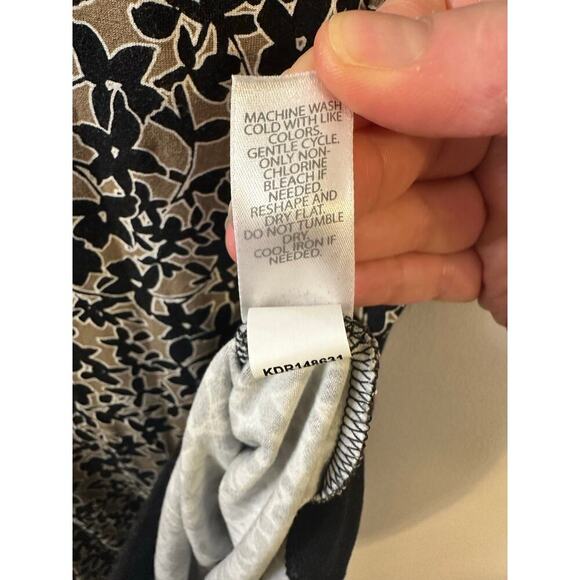 MACHINE WASH
COLD WITH LIKE
COLORS.
GENTLE CYCLE.
ONLY NON-
CHLORINE
BLEACH IF
NEEDED.
RESHAPE AND
DRY FLAT.
DO NOT TUMBLE
DRY.
COOL IRON IF
NEEDED.
KDR148631